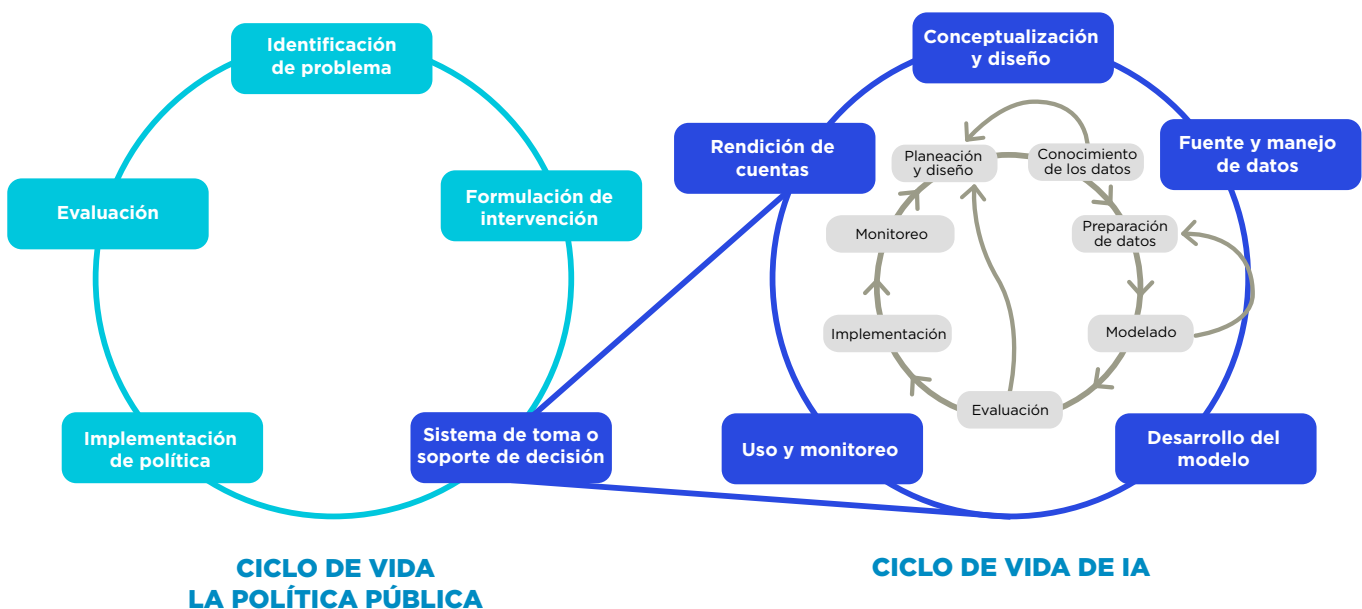 Identificación
de problema
Formulación de
intervención
Sistema de toma o
soporte de decisión
Implementación
de política
Evaluación
CICLO DE VIDA
LA POLÍTICA PÚBLICA
Conceptualización
y diseño
Fuente y manejo
de datos
Desarrollo del
modelo
Uso y monitoreo
Rendición de
cuentas
Planeación
y diseño
Conocimiento
de los datos
Preparación
de datos
Modelado
Evaluación
Implementación
Monitoreo
CICLO DE VIDA DE IA